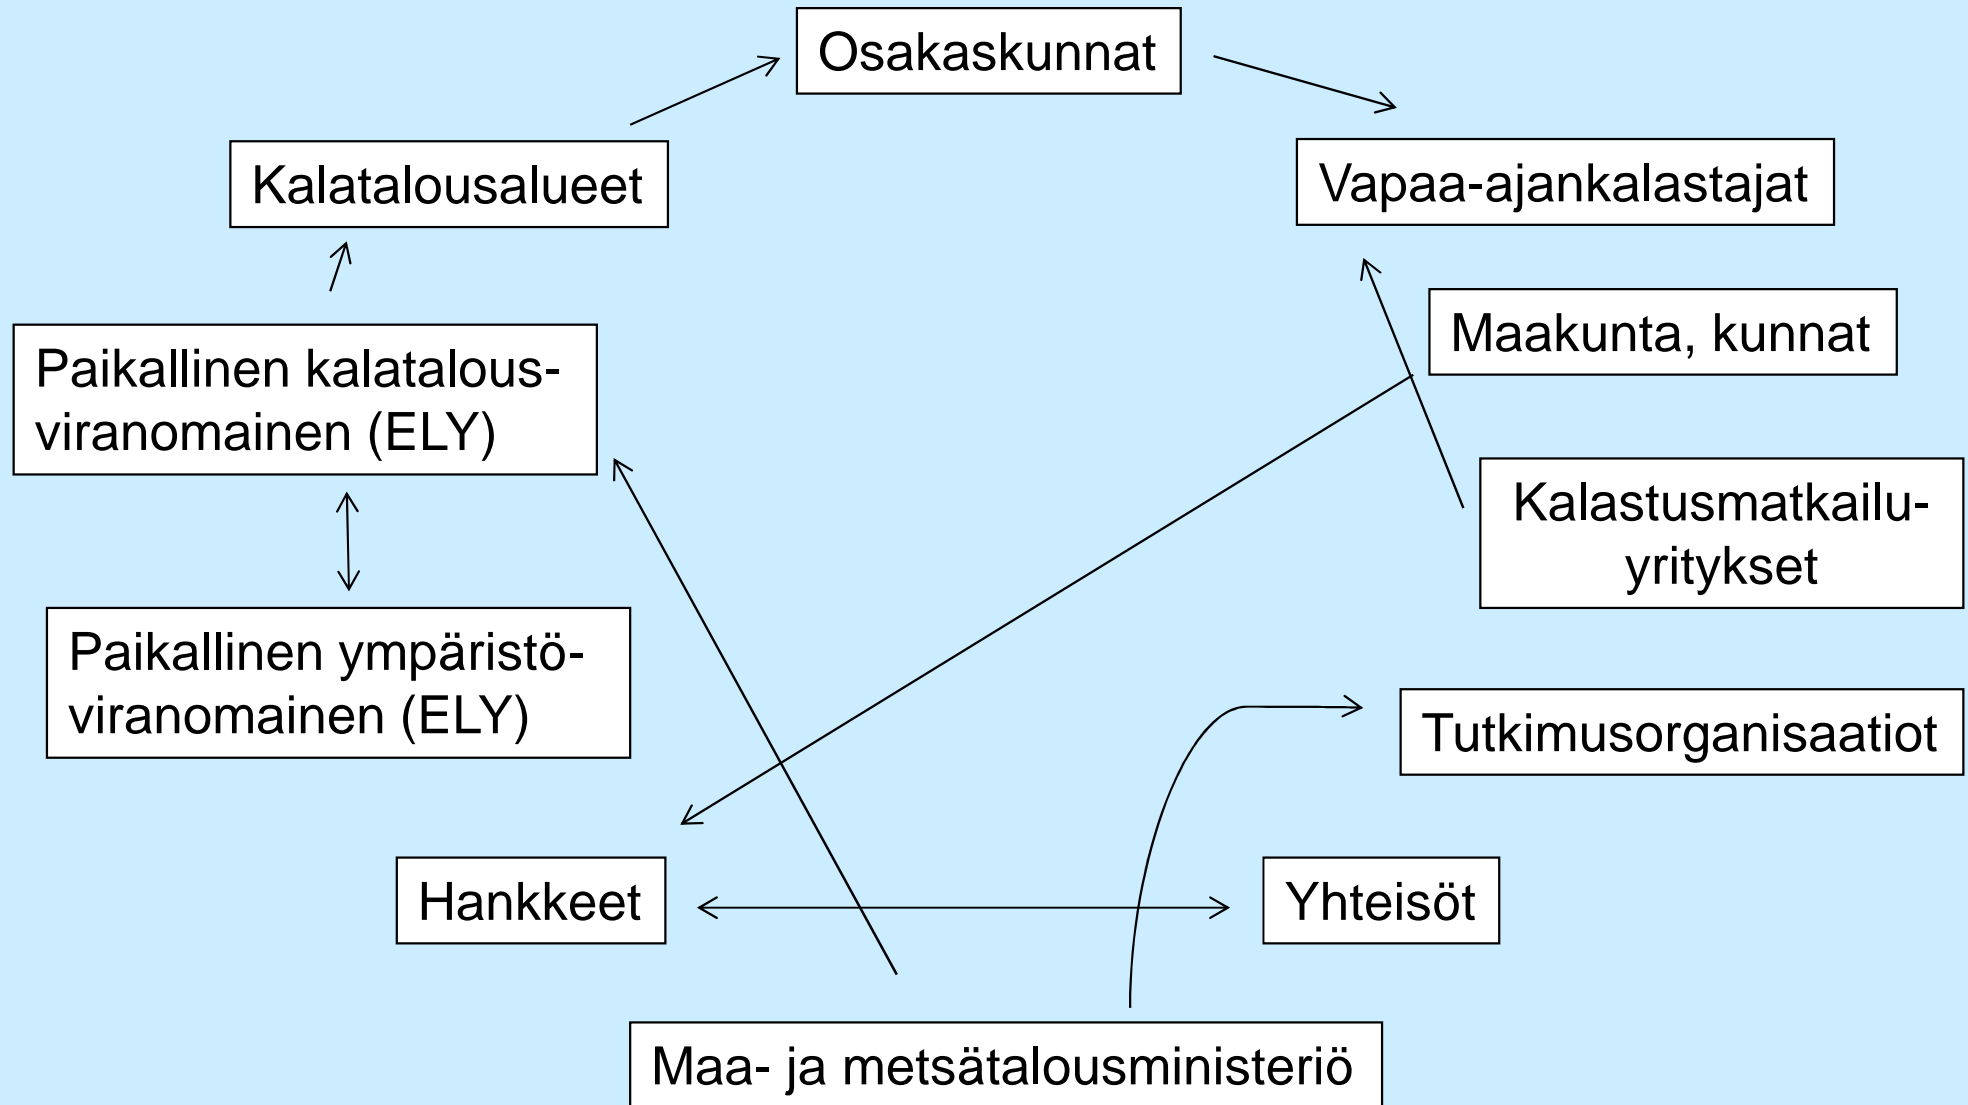 Osakaskunnat
Kalatalousalueet
Vapaa-ajankalastajat
Maakunta, kunnat
Paikallinen kalatalous-
viranomainen (ELY)
Kalastusmatkailu-
yritykset
Paikallinen ympäristö-
viranomainen (ELY)
Tutkimusorganisaatiot
Hankkeet
Yhteisöt
Maa- ja metsätalousministeriö